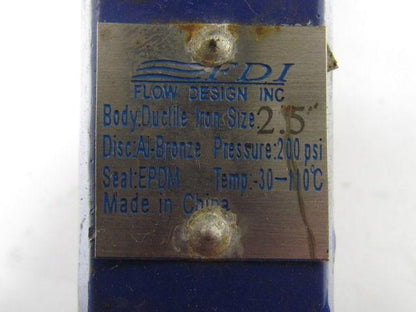 FDI
FLOW DESIGN INC
Body:Ductile Iron Size: 2.5"
Disc:Al-Bronze Pressure:200 psi
Seat:EPDM Temp:-30—110℃
Made in China